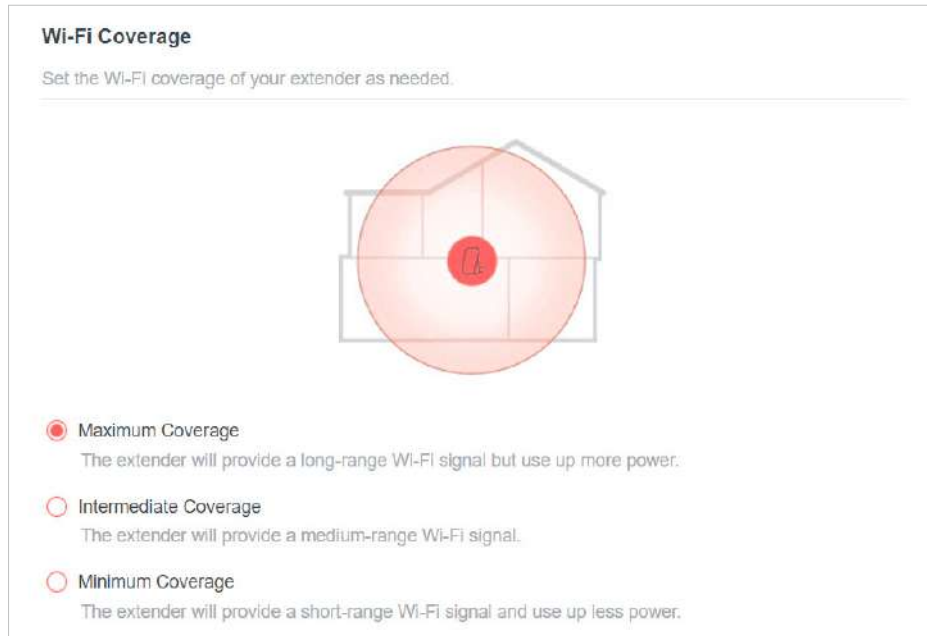 Wi-Fi Coverage
Set the Wi-Fi coverage of your extender as needed.
Maximum Coverage
The extender will provide a long-range Wi-Fi signal but use up more power.
Intermediate Coverage
The extender will provide a medium-range Wi-Fi signal.
Minimum Coverage
The extender will provide a short-range Wi-Fi signal and use up less power.